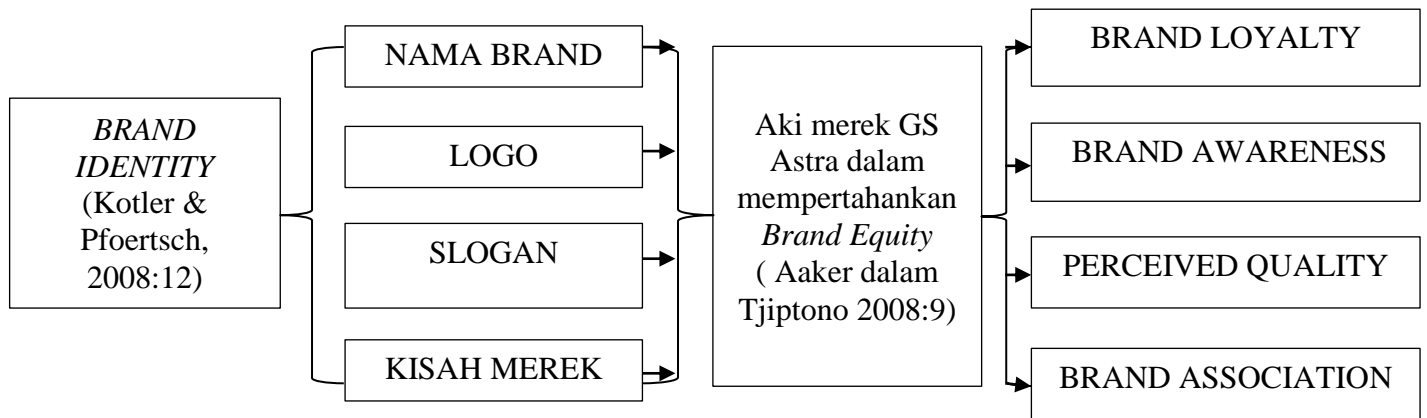 BRAND
IDENTITY
(Kotler &
Pfoertsch,
2008:12)
NAMA BRAND
LOGO
SLOGAN
KISAH MEREK
Aki merek GS
Astra dalam
mempertahankan
Brand Equity
( Aaker dalam
Tjiptono 2008:9)
BRAND LOYALTY
BRAND AWARENESS
PERCEIVED QUALITY
BRAND ASSOCIATION